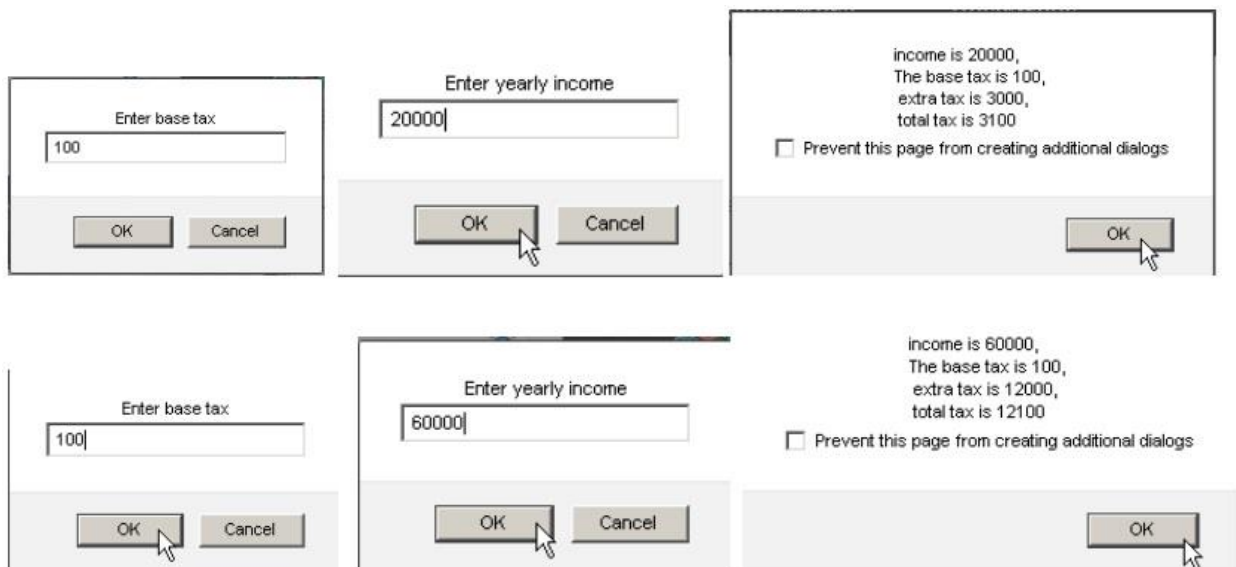 Enter base tax
100
OK Cancel
Enter yearly income
20000
OK Cancel
income is 20000,
The base tax is 100,
extra tax is 3000,
total tax is 3100
Prevent this page from creating additional dialogs
OK
Enter base tax
100
OK Cancel
Enter yearly income
60000
OK Cancel
income is 60000,
The base tax is 100,
extra tax is 12000,
total tax is 12100
Prevent this page from creating additional dialogs
OK